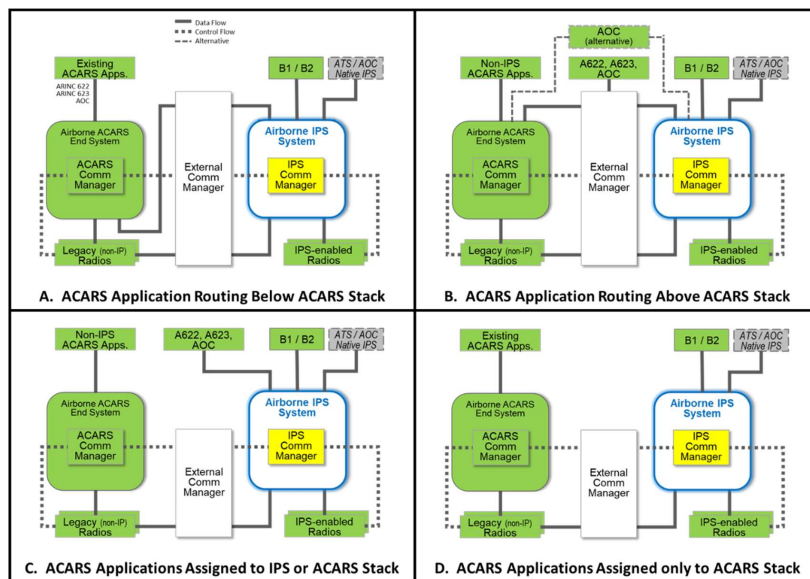 Data Flow
Control Flow
Alternative
Existing
ACARS Apps.
ARINC 622
ARINC 623
AOC
B1 / B2
ATS / AOC
Native IPS
Airborne ACARS
End System
ACARS
Comm
Manager
External
Comm
Manager
Airborne IPS
System
IPS
Comm
Manager
Legacy (non-IP)
Radios
IPS-enabled
Radios
A. ACARS Application Routing Below ACARS Stack
AOC
(alternative)
Non-IPS
ACARS Apps.
A622, A623,
AOC
B1 / B2
ATS / AOC
Native IPS
Airborne ACARS
End System
ACARS
Comm
Manager
External
Comm
Manager
Airborne IPS
System
IPS
Comm
Manager
Legacy (non-IP)
Radios
IPS-enabled
Radios
B. ACARS Application Routing Above ACARS Stack
Non-IPS
ACARS Apps.
A622, A623,
AOC
B1 / B2
ATS / AOC
Native IPS
Airborne ACARS
End System
ACARS
Comm
Manager
External
Comm
Manager
Airborne IPS
System
IPS
Comm
Manager
Legacy (non-IP)
Radios
IPS-enabled
Radios
C. ACARS Applications Assigned to IPS or ACARS Stack
Existing
ACARS Apps.
B1 / B2
ATS / AOC
Native IPS
Airborne ACARS
End System
ACARS
Comm
Manager
External
Comm
Manager
Airborne IPS
System
IPS
Comm
Manager
Legacy (non-IP)
Radios
IPS-enabled
Radios
D. ACARS Applications Assigned only to ACARS Stack